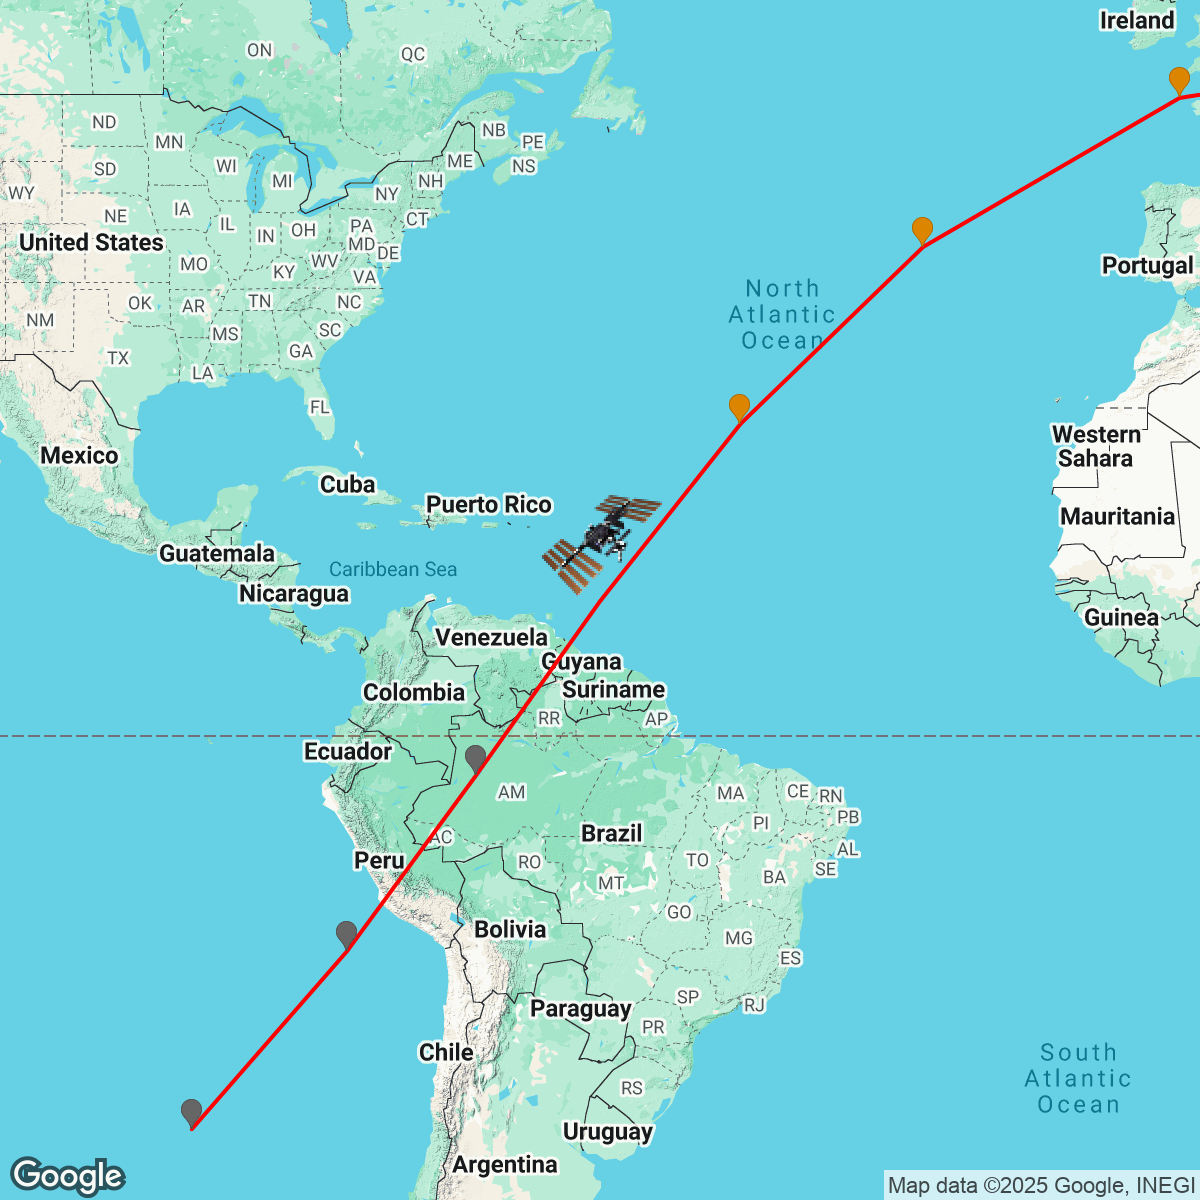 Ireland
ON
QC
ND
MN
NB
PE
SD
WI
ME
NS
MI
WY
NY
NH
NE
IA
IL
OH
PA
CT
United States
IN
MD
DE
Portugal
MO
KY
WV
VA
North
Atlantic
Ocean
OK
AR
TN
NC
NM
MS
SC
TX
GA
LA
FL
Mexico
Western
Sahara
Cuba
Puerto Rico
Mauritania
Guatemala
Caribbean Sea
Nicaragua
Guinea
Venezuela
Guyana
Colombia
Suriname
RR
AP
Ecuador
AM
MA
CE
RN
PB
PI
Brazil
AC
AL
Peru
RO
TO
SE
MT
BA
GO
Bolivia
MG
ES
SP
RJ
Paraguay
PR
Chile
South
Atlantic
Ocean
RS
Uruguay
Argentina
Google
Map data ©2025 Google, INEGI